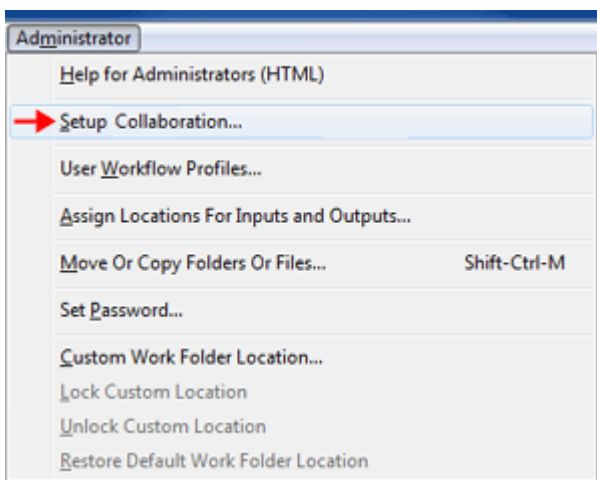 Administrator
Help for Administrators (HTML)
Setup Collaboration...
User Workflow Profiles...
Assign Locations For Inputs and Outputs...
Move Or Copy Folders Or Files... Shift-Ctrl-M
Set Password...
Custom Work Folder Location...
Lock Custom Location
Unlock Custom Location
Restore Default Work Folder Location